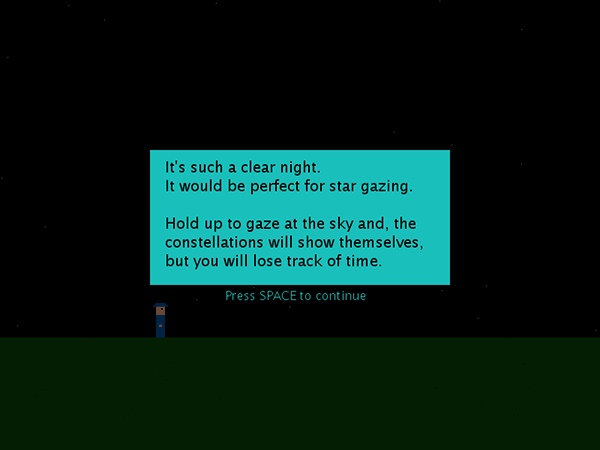 It's such a clear night.
It would be perfect for star gazing.
Hold up to gaze at the sky and, the
constellations will show themselves,
but you will lose track of time.
Press SPACE to continue